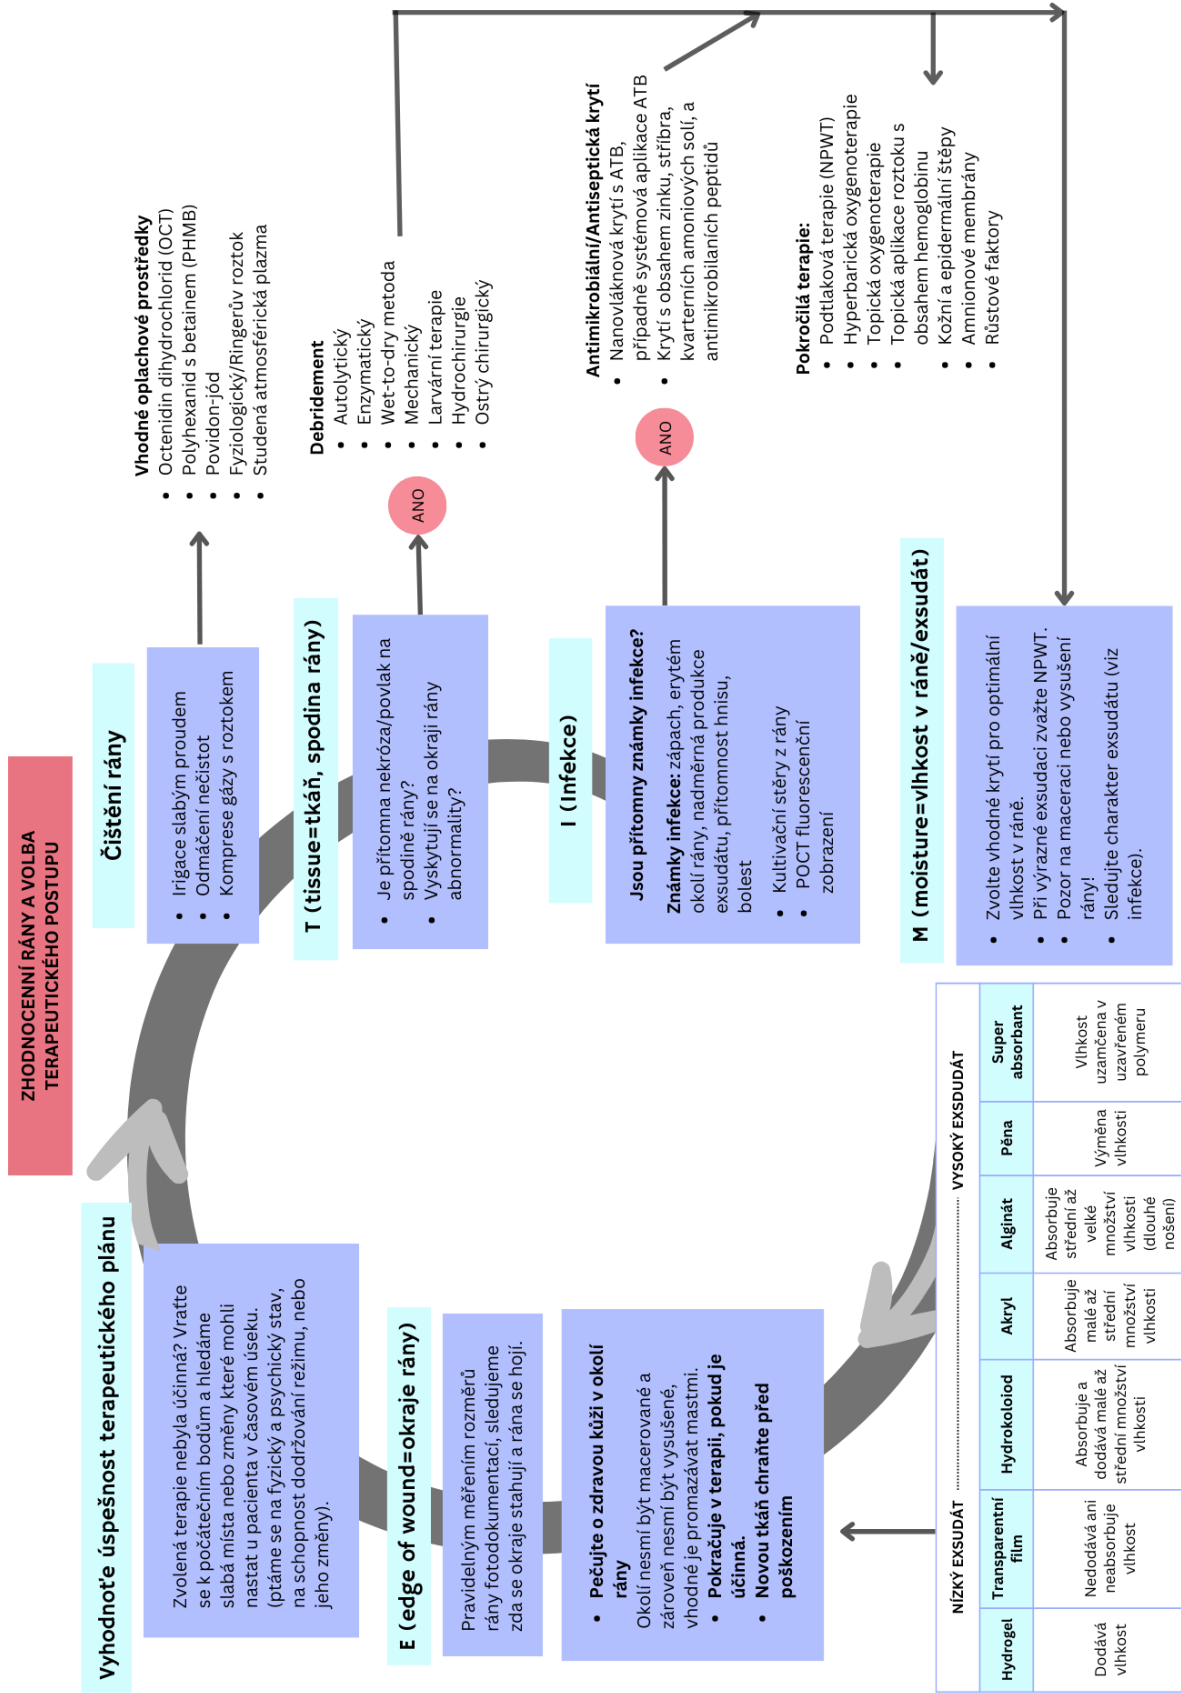 ZHODNOCENNÍ RÁNY A VOLBA
TERAPEUTICKÉHO POSTUPU
Čištění rány
• Irigace slabým proudem
• Odmáčení nečistot
• Komprese gázy s roztokem
Vhodné oplachové prostředky
• Octenidin dihydrochlorid (OCT)
• Polyhexanid s betainem (PHMB)
• Povidon-jód
• Fyziologický/Ringerův roztok
• Studená atmosférická plazma
T (tissue=tkáň, spodina rány)
• Je přítomna nekróza/povlak na
spodině rány?
• Vyskytují se na okraji rány
abnormality?
ANO
Debridement
• Autolytický
• Enzymatický
• Wet-to-dry metoda
• Mechanický
• Larvární terapie
• Hydrochirurgie
• Ostrý chirurgický
I (Infekce)
Jsou přítomny známky infekce?
Známky infekce: zápach, erytém
okolí rány, nadměrná produkce
exsudátu, přítomnost hnisu,
bolest
• Kultivační stěry z rány
• POCT fluorescenční
zobrazení
ANO
Antimikrobiální/Antiseptická krytí
• Nanovláknová krytí s ATB,
případně systémová aplikace ATB
• Krytí s obsahem zinku, stříbra,
kvarterních amoniových solí, a
antimikrobilaních peptidů
Pokročilá terapie:
• Podtlaková terapie (NPWT)
• Hyperbarická oxygenoterapie
• Topická oxygenoterapie
• Topická aplikace roztoku s
obsahem hemoglobinu
• Kožní a epidermální štěpy
• Amnionové membrány
• Růstové faktory
M (moisture=vlhkost v ráně/exsudát)
• Zvolte vhodné krytí pro optimální
vlhkost v ráně.
• Při výrazné exsudaci zvažte NPWT.
• Pozor na maceraci nebo vysušení
rány!
• Sledujte charakter exsudátu (viz
infekce).
NÍZKÝ EXSUDÁT ........ VYSOKÝ EXSDUDÁT
Hydrogel
Transparentní
film
Hydrokoloiod
Akryl
Alginát
Pěna
Super
absorbant
Dodává
vlhkost
Nedodává ani
neabsorbuje
vlhkost
Absorbuje a
dodává malé až
střední množství
vlhkosti
Absorbuje
malé až
střední
množství
vlhkosti
Absorbuje
střední až
velké
množství
vlhkosti
(dlouhé
nošení)
Výměna
vlhkosti
Vlhkost
uzamčena v
uzavřeném
polymeru
E (edge of wound=okraje rány)
Pravidelným měřením rozměrů
rány fotodokumentací, sledujeme
zda se okraje stahují a rána se hojí.
• Pečujte o zdravou kůži v okolí
rány
Okolí nesmí být macerované a
zároveň nesmí být vysušené,
vhodné je promazávat mastmi.
• Pokračuje v terapii, pokud je
účinná.
• Novou tkáň chraňte před
poškozením
Vyhodnoťe úspešnost terapeutického plánu
Zvolená terapie nebyla účinná? Vraťte
se k počátečním bodům a hledáme
slabá místa nebo změny které mohli
nastat u pacienta v časovém úseku.
(ptáme se na fyzický a psychický stav,
na schopnost dodržování režimu, nebo
jeho změny).